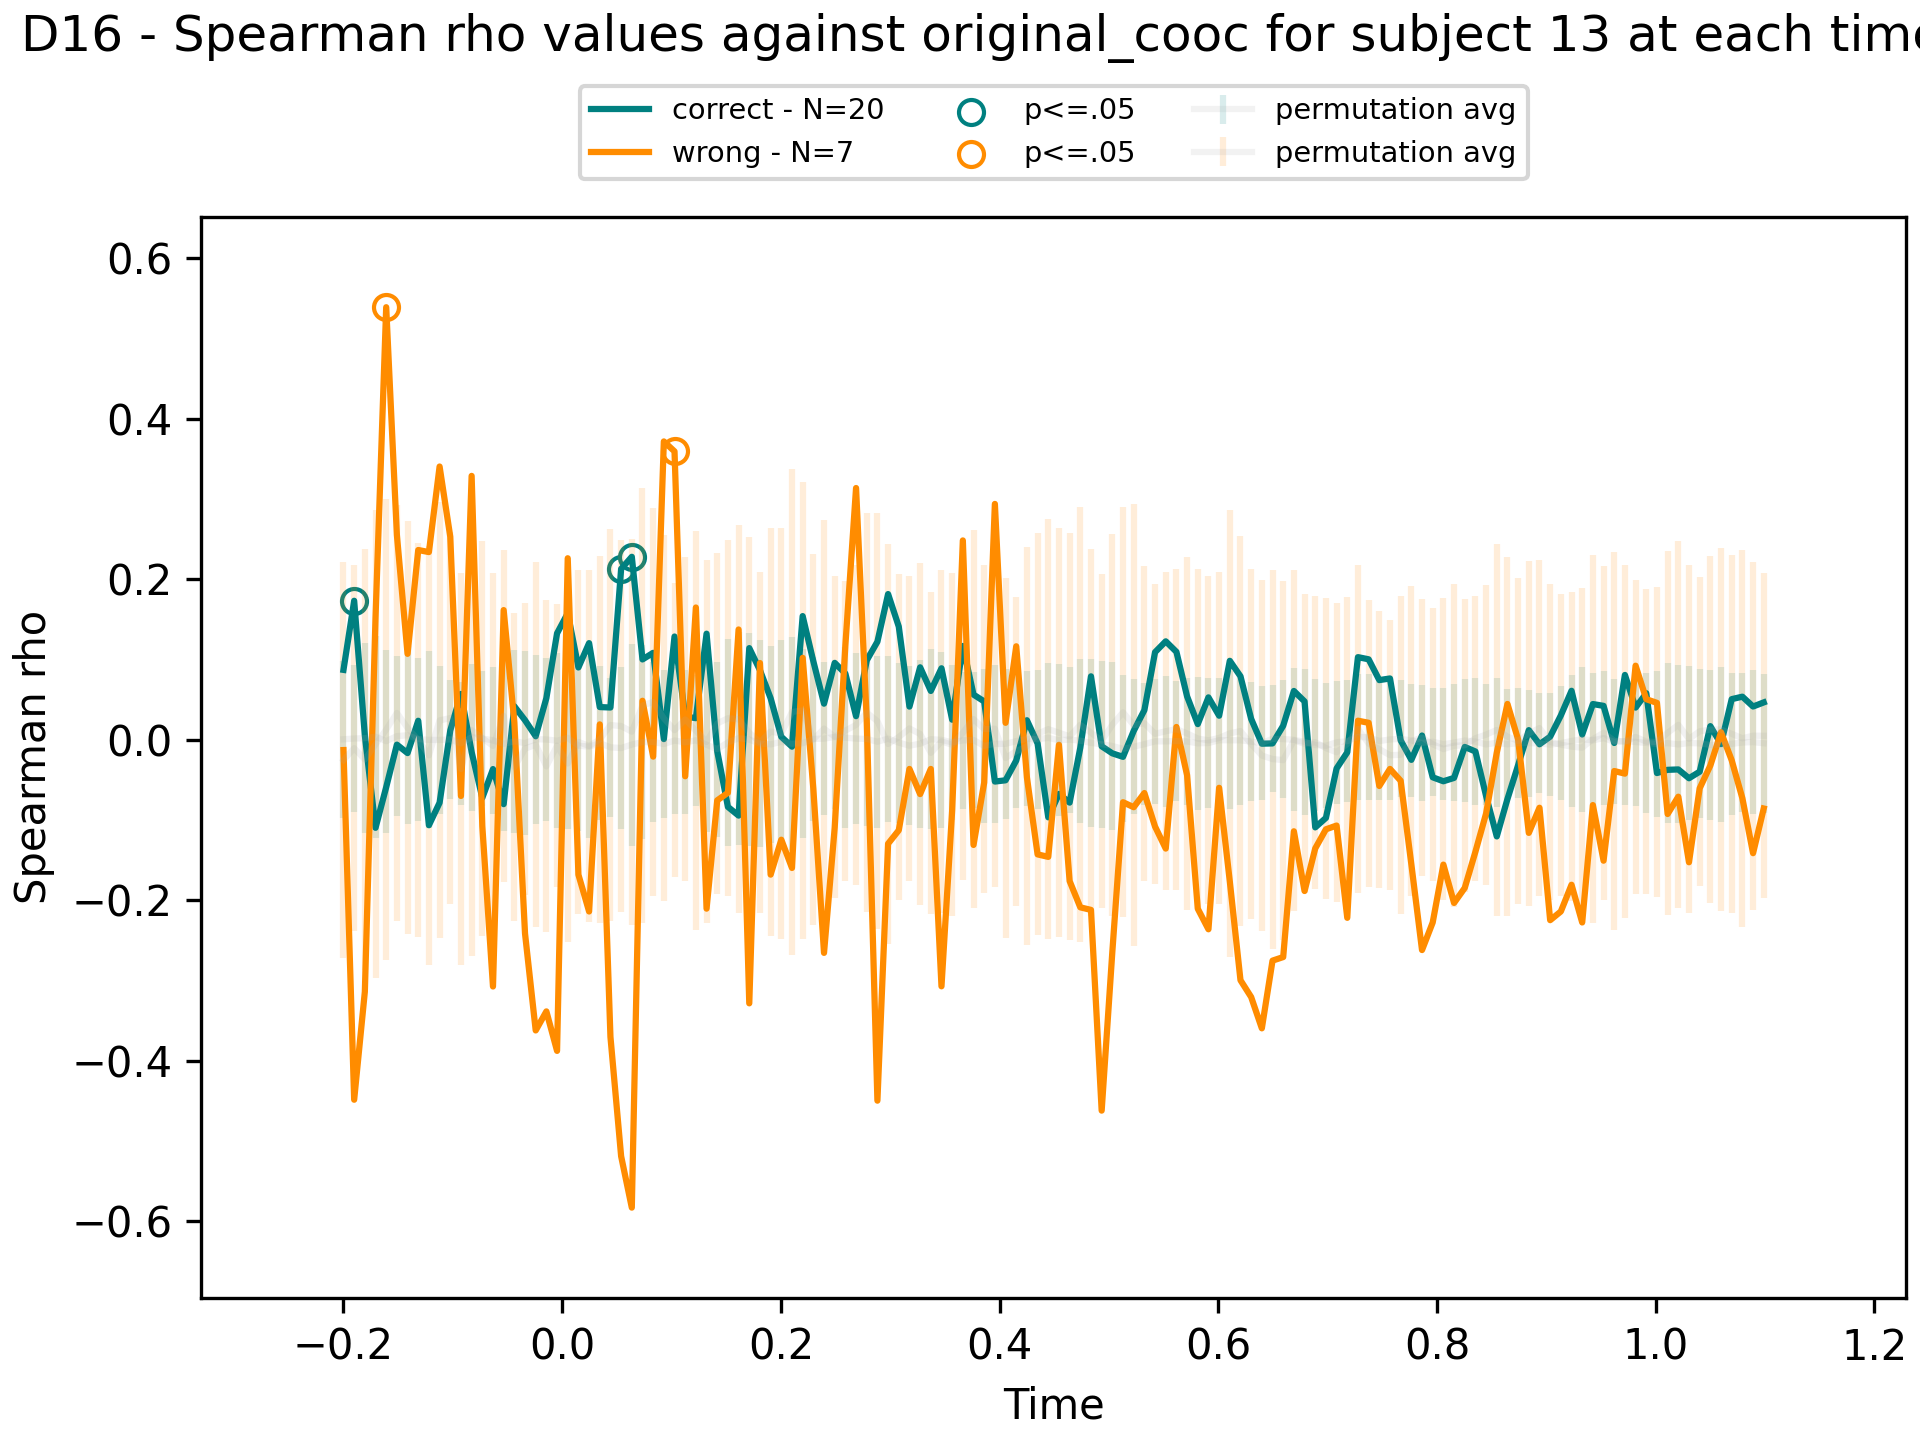 D16 - Spearman rho values against original_cooc for subject 13 at each time
correct - N=20 p<=.05 permutation avg
wrong - N=7 p<=.05 permutation avg
0.6
0.4
0.2
0.0
−0.2
−0.4
−0.6
Spearman rho
−0.2 0.0 0.2 0.4 0.6 0.8 1.0 1.2
Time